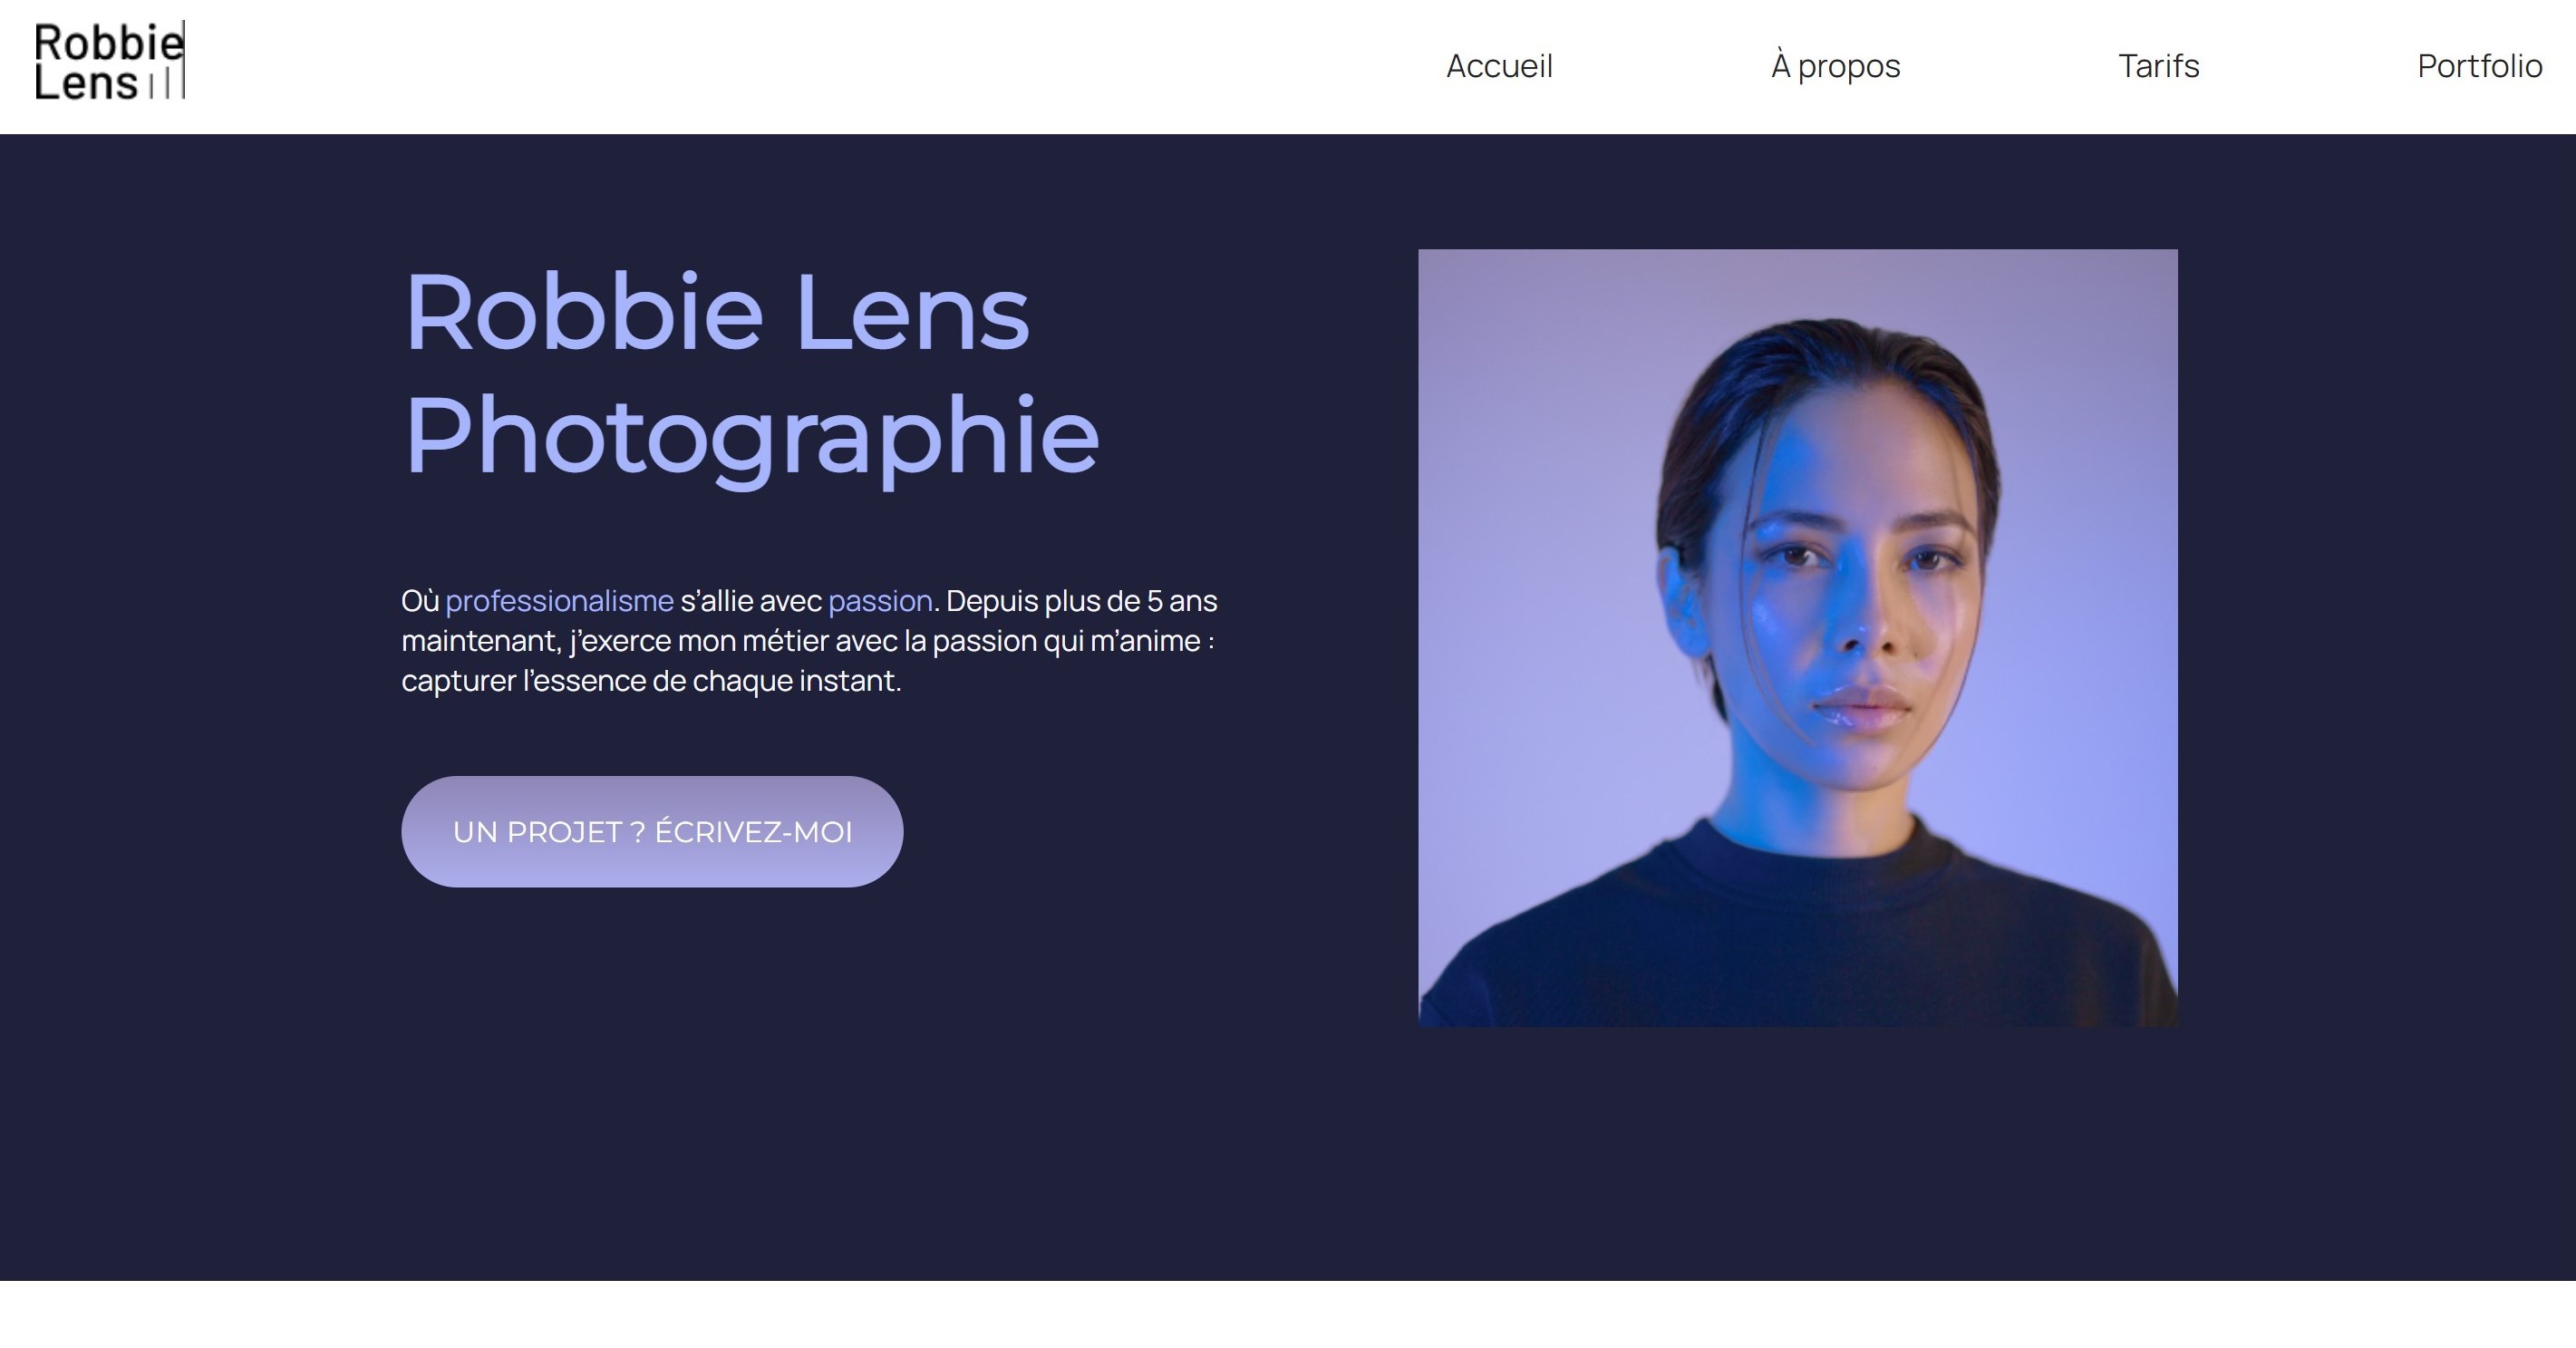 Robbie
Lens
Accueil
À propos
Tarifs
Portfolio
Robbie Lens
Photographie
Où professionalisme s’allie avec passion. Depuis plus de 5 ans
maintenant, j’exerce mon métier avec la passion qui m’anime :
capturer l’essence de chaque instant.
UN PROJET ? ÉCRIVEZ-MOI